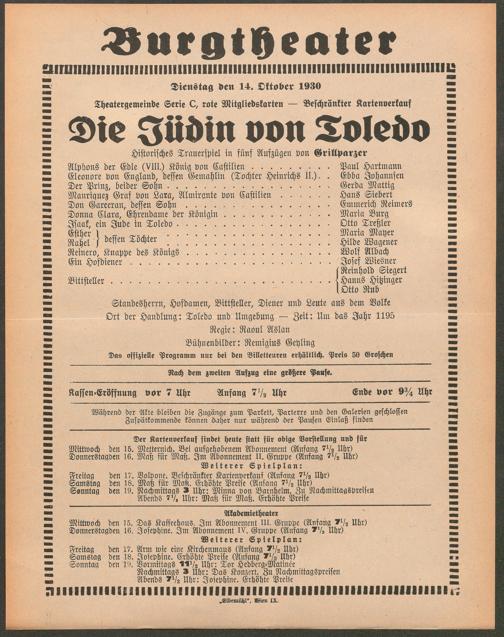 Burgtheater
Dienstag den 14. Oktober 1930
Theatergemeinde Serie C, rote Mitgliedskarten — Beschränkter Kartenverkauf
Die Jüdin von Toledo
Historisches Trauerspiel in fünf Aufzügen von Grillparzer
Alphons der Edle (VIII.) König von Castilien . . . . . . . . Paul Hartmann
Eleonore von England, dessen Gemahlin (Tochter Heinrichs II.) . . Ebba Johannsen
Der Prinz, beider Sohn . . . . . . . . Gerda Mattig
Manriquez Graf von Lara, Almirante von Castilien . . . . . . Hans Siebert
Don Garceran, dessen Sohn . . . . . . . . Emmerich Reimers
Donna Clara, Ehrendame der Königin . . . . . . . . Maria Burg
Isaak, ein Jude in Toledo . . . . . . . . Otto Treßler
Esther } dessen Töchter . . . . . . . . Maria Mayer
Rahel } Hilde Wagener
Reinero, Knappe des Königs . . . . . . . . Wolf Albach
Ein Hofdiener . . . . . . . . Josef Wiesner
Bittsteller . . . . . . . . { Reinhold Siegert
Hanns Hitzinger
Otto Rub
Standesherrn, Hofdamen, Bittsteller, Diener und Leute aus dem Volke
Ort der Handlung: Toledo und Umgebung — Zeit: Um das Jahr 1195
Regie: Raoul Aslan
Bühnenbilder: Remigius Geyling
Das offizielle Programm nur bei den Billetteuren erhältlich. Preis 50 Groschen
Nach dem zweiten Aufzug eine größere Pause.
Kassen-Eröffnung vor 7 Uhr Anfang 7½ Uhr Ende vor 9¾ Uhr
Während der Akte bleiben die Zugänge zum Parkett, Parterre und den Galerien geschlossen
Zuspätkommende können daher nur während der Pausen Einlaß finden
Der Kartenverkauf findet heute statt für obige Vorstellung und für
Mittwoch den 15. Metternich. Bei aufgehobenem Abonnement (Anfang 7½ Uhr)
Donnerstag den 16. Maß für Maß. Im Abonnement II. Gruppe (Anfang 7½ Uhr)
Weiterer Spielplan:
Freitag den 17. Volpone. Beschränkter Kartenverkauf (Anfang 7½ Uhr)
Samstag den 18. Maß für Maß. Erhöhte Preise (Anfang 7½ Uhr)
Sonntag den 19. Nachmittags 3 Uhr: Minna von Barnhelm. Zu Nachmittagspreisen
Abends 7½ Uhr: Maß für Maß. Erhöhte Preise
Akademietheater
Mittwoch den 15. Das Kaffeehaus. Im Abonnement III. Gruppe (Anfang 7½ Uhr)
Donnerstag den 16. Josephine. Im Abonnement IV. Gruppe (Anfang 7½ Uhr)
Weiterer Spielplan:
Freitag den 17. Arm wie eine Kirchenmaus (Anfang 7½ Uhr)
Samstag den 18. Josephine. Erhöhte Preise (Anfang 7½ Uhr)
Sonntag den 19. Vormittags 11½ Uhr: Tor Hedberg-Matinée
Nachmittags 3 Uhr: Das Konzert. Zu Nachmittagspreisen
Abends 7½ Uhr: Josephine. Erhöhte Preise
„Elbemühl“, Wien IX.